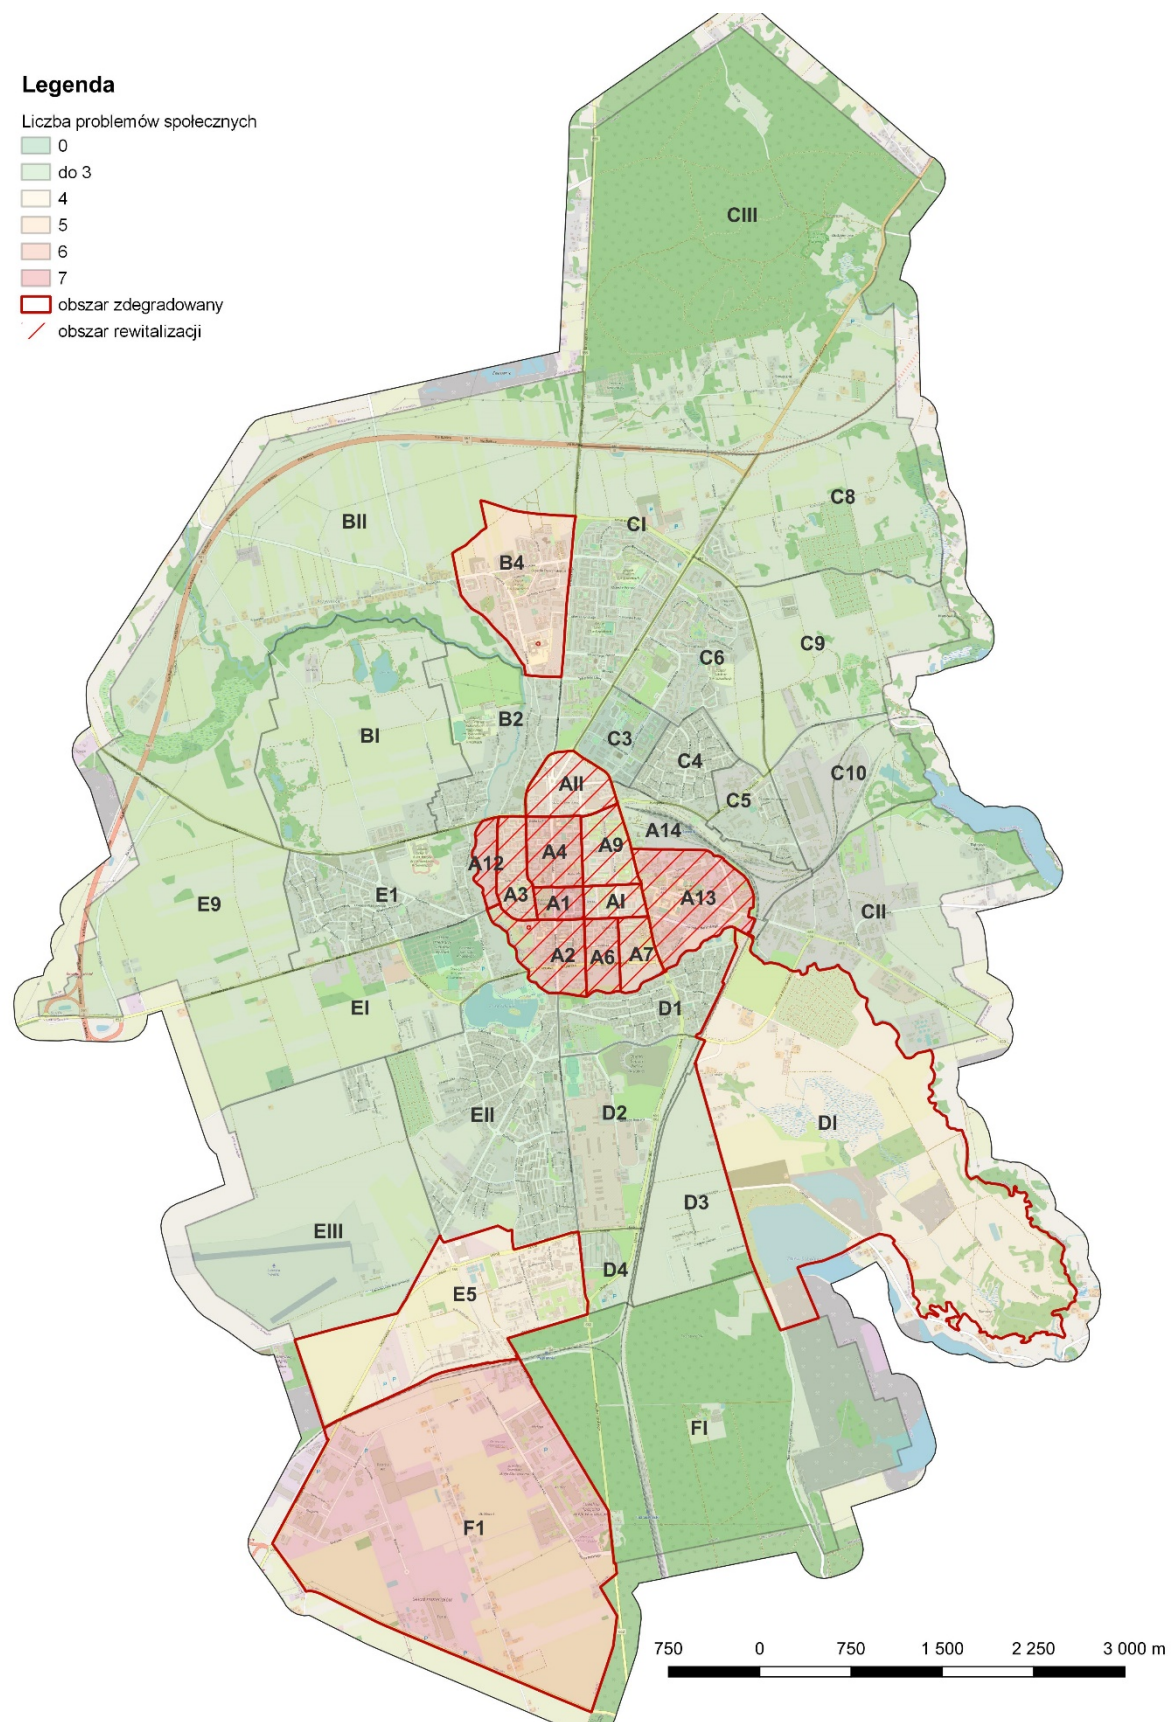 Legenda
Liczba problemów społecznych
0
do 3
4
5
6
7
obszar zdegradowany
obszar rewitalizacji
CIII
C8
BII
CI
B4
C9
C6
B2
BI
C3
C4
C10
AII
C5
A14
A4
A9
A12
E1
A3
A1
AI
A13
E9
CII
A2
A6
A7
EI
D1
EII
D2
DI
D3
EIII
D4
E5
FI
F1
750 0 750 1 500 2 250 3 000 m